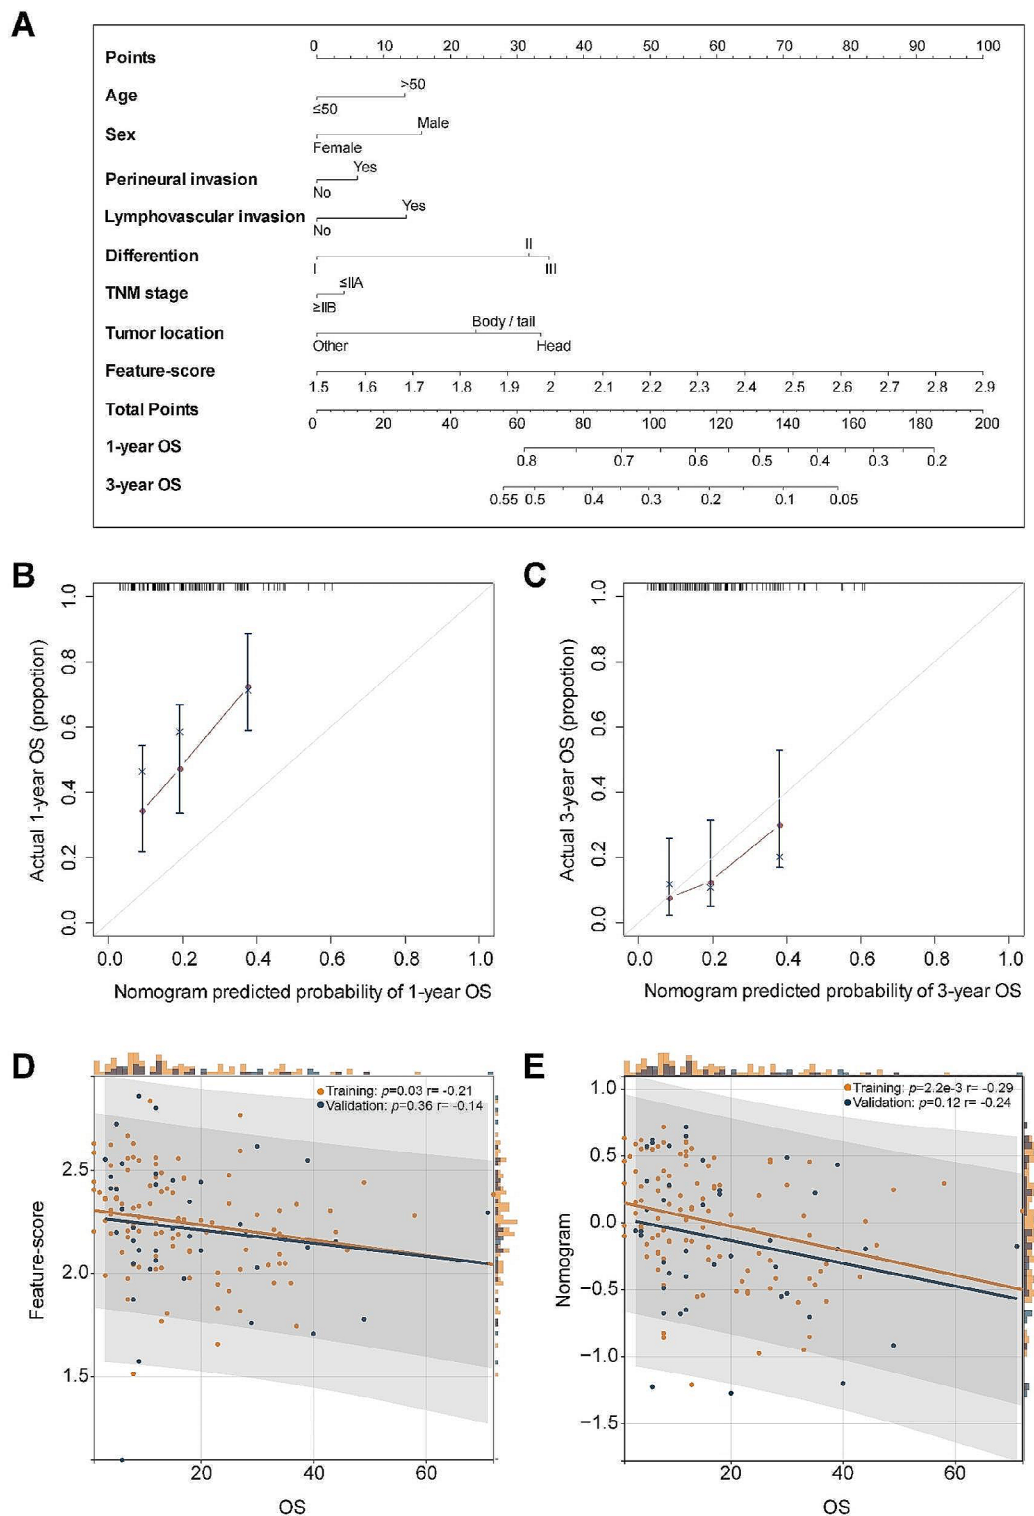 A
Points
0 10 15 20 25 30 40 50 60 70 80 90 100
Age
>50
≤50
Sex
Male
Female
Perineural invasion
Yes
No
Lymphovascular invasion
Yes
No
Differention
II
I III
TNM stage
≤IIA
≥IIB
Tumor location
Body / tail
Other Head
Feature-score
1.5 1.6 1.7 1.8 1.9 2 2.1 2.2 2.3 2.4 2.5 2.6 2.7 2.8 2.9
Total Points
0 20 40 60 80 100 120 140 160 180 200
1-year OS
0.8 0.7 0.6 0.5 0.4 0.3 0.2
3-year OS
0.55 0.5 0.4 0.3 0.2 0.1 0.05
B
Actual 1-year OS (propotion)
1.0
0.8
0.6
0.4
0.2
0.0
0.0 0.2 0.4 0.6 0.8 1.0
Nomogram predicted probability of 1-year OS
C
Actual 3-year OS (propotion)
1.0
0.8
0.6
0.4
0.2
0.0
0.0 0.2 0.4 0.6 0.8 1.0
Nomogram predicted probability of 3-year OS
D
Training: p=0.03 r= -0.21
Validation: p=0.36 r= -0.14
Feature-score
2.5
2.0
1.5
20 40 60
OS
E
Training: p=2.2e-3 r= -0.29
Validation: p=0.12 r= -0.24
Nomogram
1.0
0.5
0.0
−0.5
−1.0
−1.5
20 40 60
OS